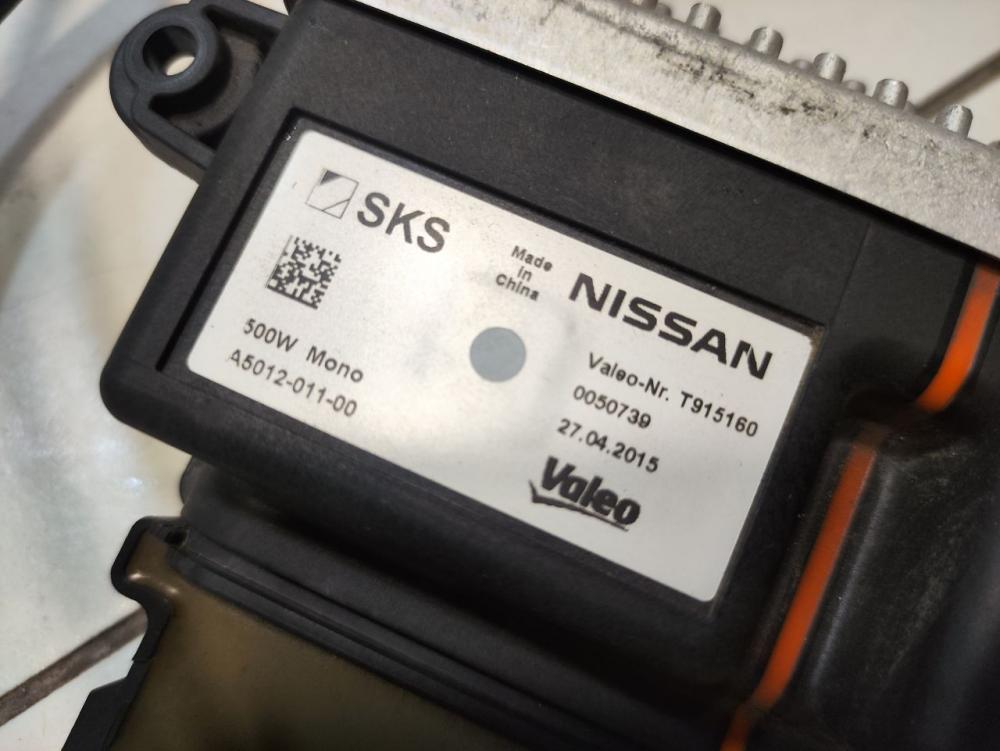 SKS
Made
in
China
NISSAN
500W Mono
A5012-011-00
Valeo-Nr. T915160
0050739
27.04.2015
Valeo